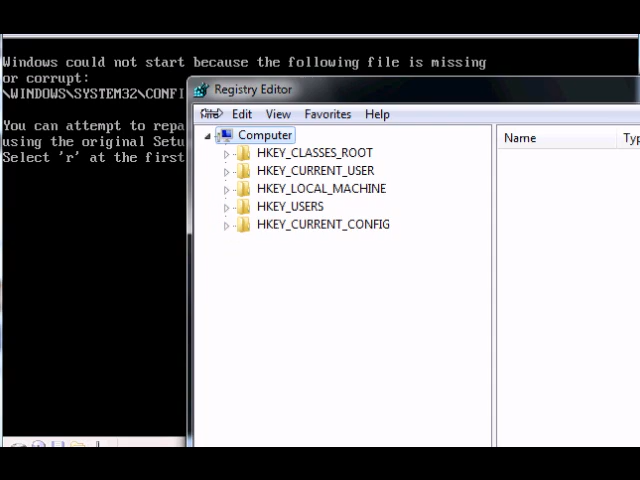 Windows could not start because the following file is missing
or corrupt:
\WINDOWS\SYSTEM32\CONFI
You can attempt to repa
using the original Setu
Select 'r' at the first
Registry Editor
File Edit View Favorites Help
Computer
HKEY_CLASSES_ROOT
HKEY_CURRENT_USER
HKEY_LOCAL_MACHINE
HKEY_USERS
HKEY_CURRENT_CONFIG
Name Typ